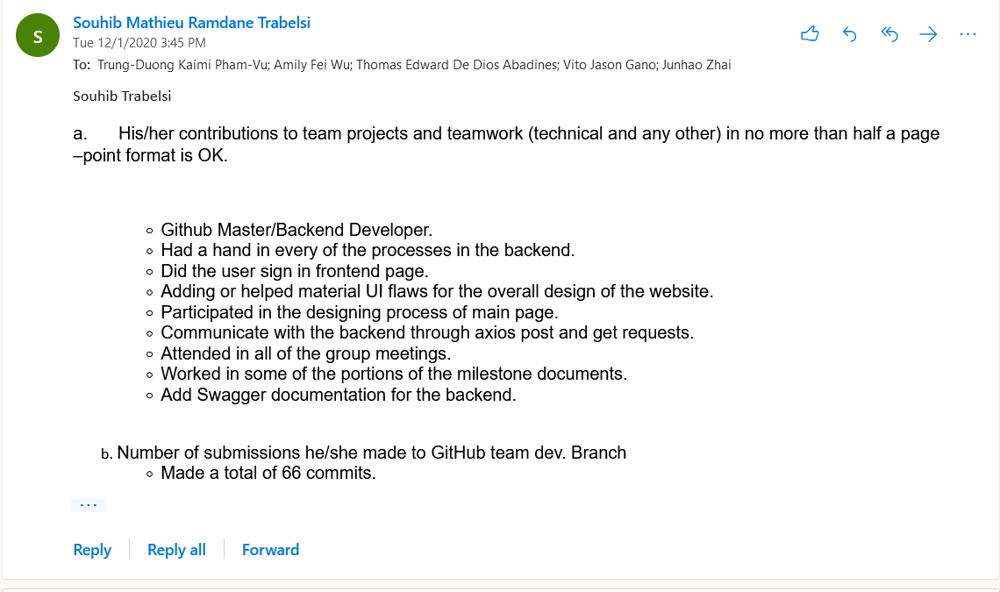 S
Souhib Mathieu Ramdane Trabelsi
Tue 12/1/2020 3:45 PM
To: Trung-Duong Kaimi Pham-Vu; Amily Fei Wu; Thomas Edward De Dios Abadines; Vito Jason Gano; Junhao Zhai
Souhib Trabelsi
a. His/her contributions to team projects and teamwork (technical and any other) in no more than half a page
–point format is OK.
Github Master/Backend Developer.
Had a hand in every of the processes in the backend.
Did the user sign in frontend page.
Adding or helped material UI flaws for the overall design of the website.
Participated in the designing process of main page.
Communicate with the backend through axios post and get requests.
Attended in all of the group meetings.
Worked in some of the portions of the milestone documents.
Add Swagger documentation for the backend.
b. Number of submissions he/she made to GitHub team dev. Branch
Made a total of 66 commits.
Reply
Reply all
Forward